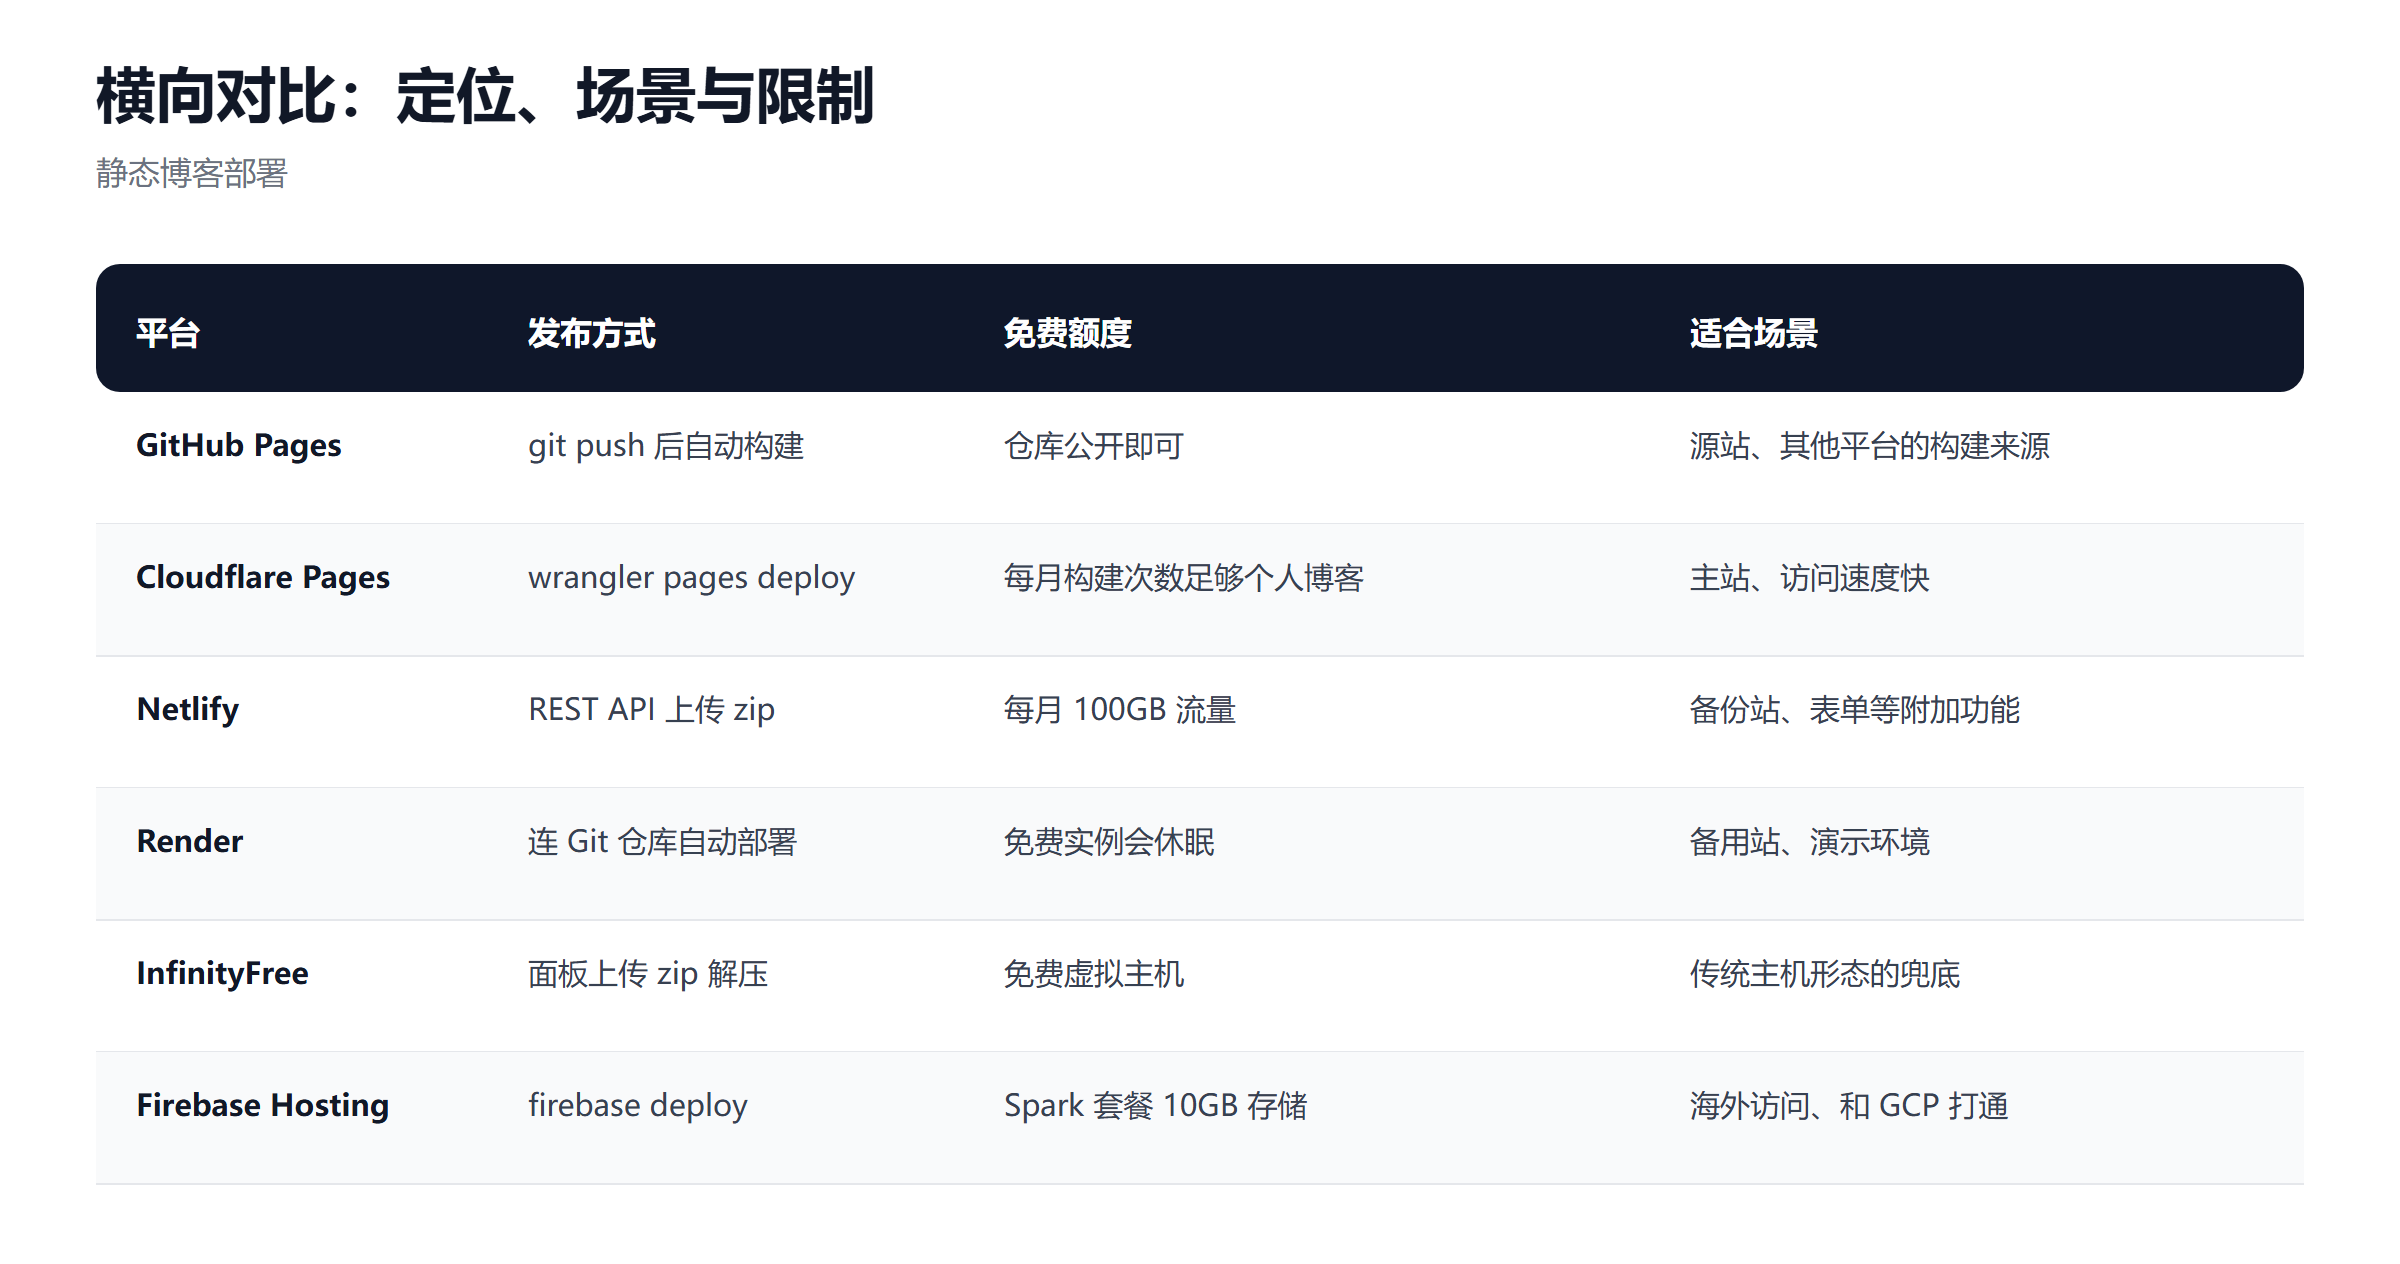 横向对比：定位、场景与限制
静态博客部署
平台 发布方式 免费额度 适合场景
GitHub Pages git push 后自动构建 仓库公开即可 源站、其他平台的构建来源
Cloudflare Pages wrangler pages deploy 每月构建次数足够个人博客 主站、访问速度快
Netlify REST API 上传 zip 每月 100GB 流量 备份站、表单等附加功能
Render 连 Git 仓库自动部署 免费实例会休眠 备用站、演示环境
InfinityFree 面板上传 zip 解压 免费虚拟主机 传统主机形态的兜底
Firebase Hosting firebase deploy Spark 套餐 10GB 存储 海外访问、和 GCP 打通